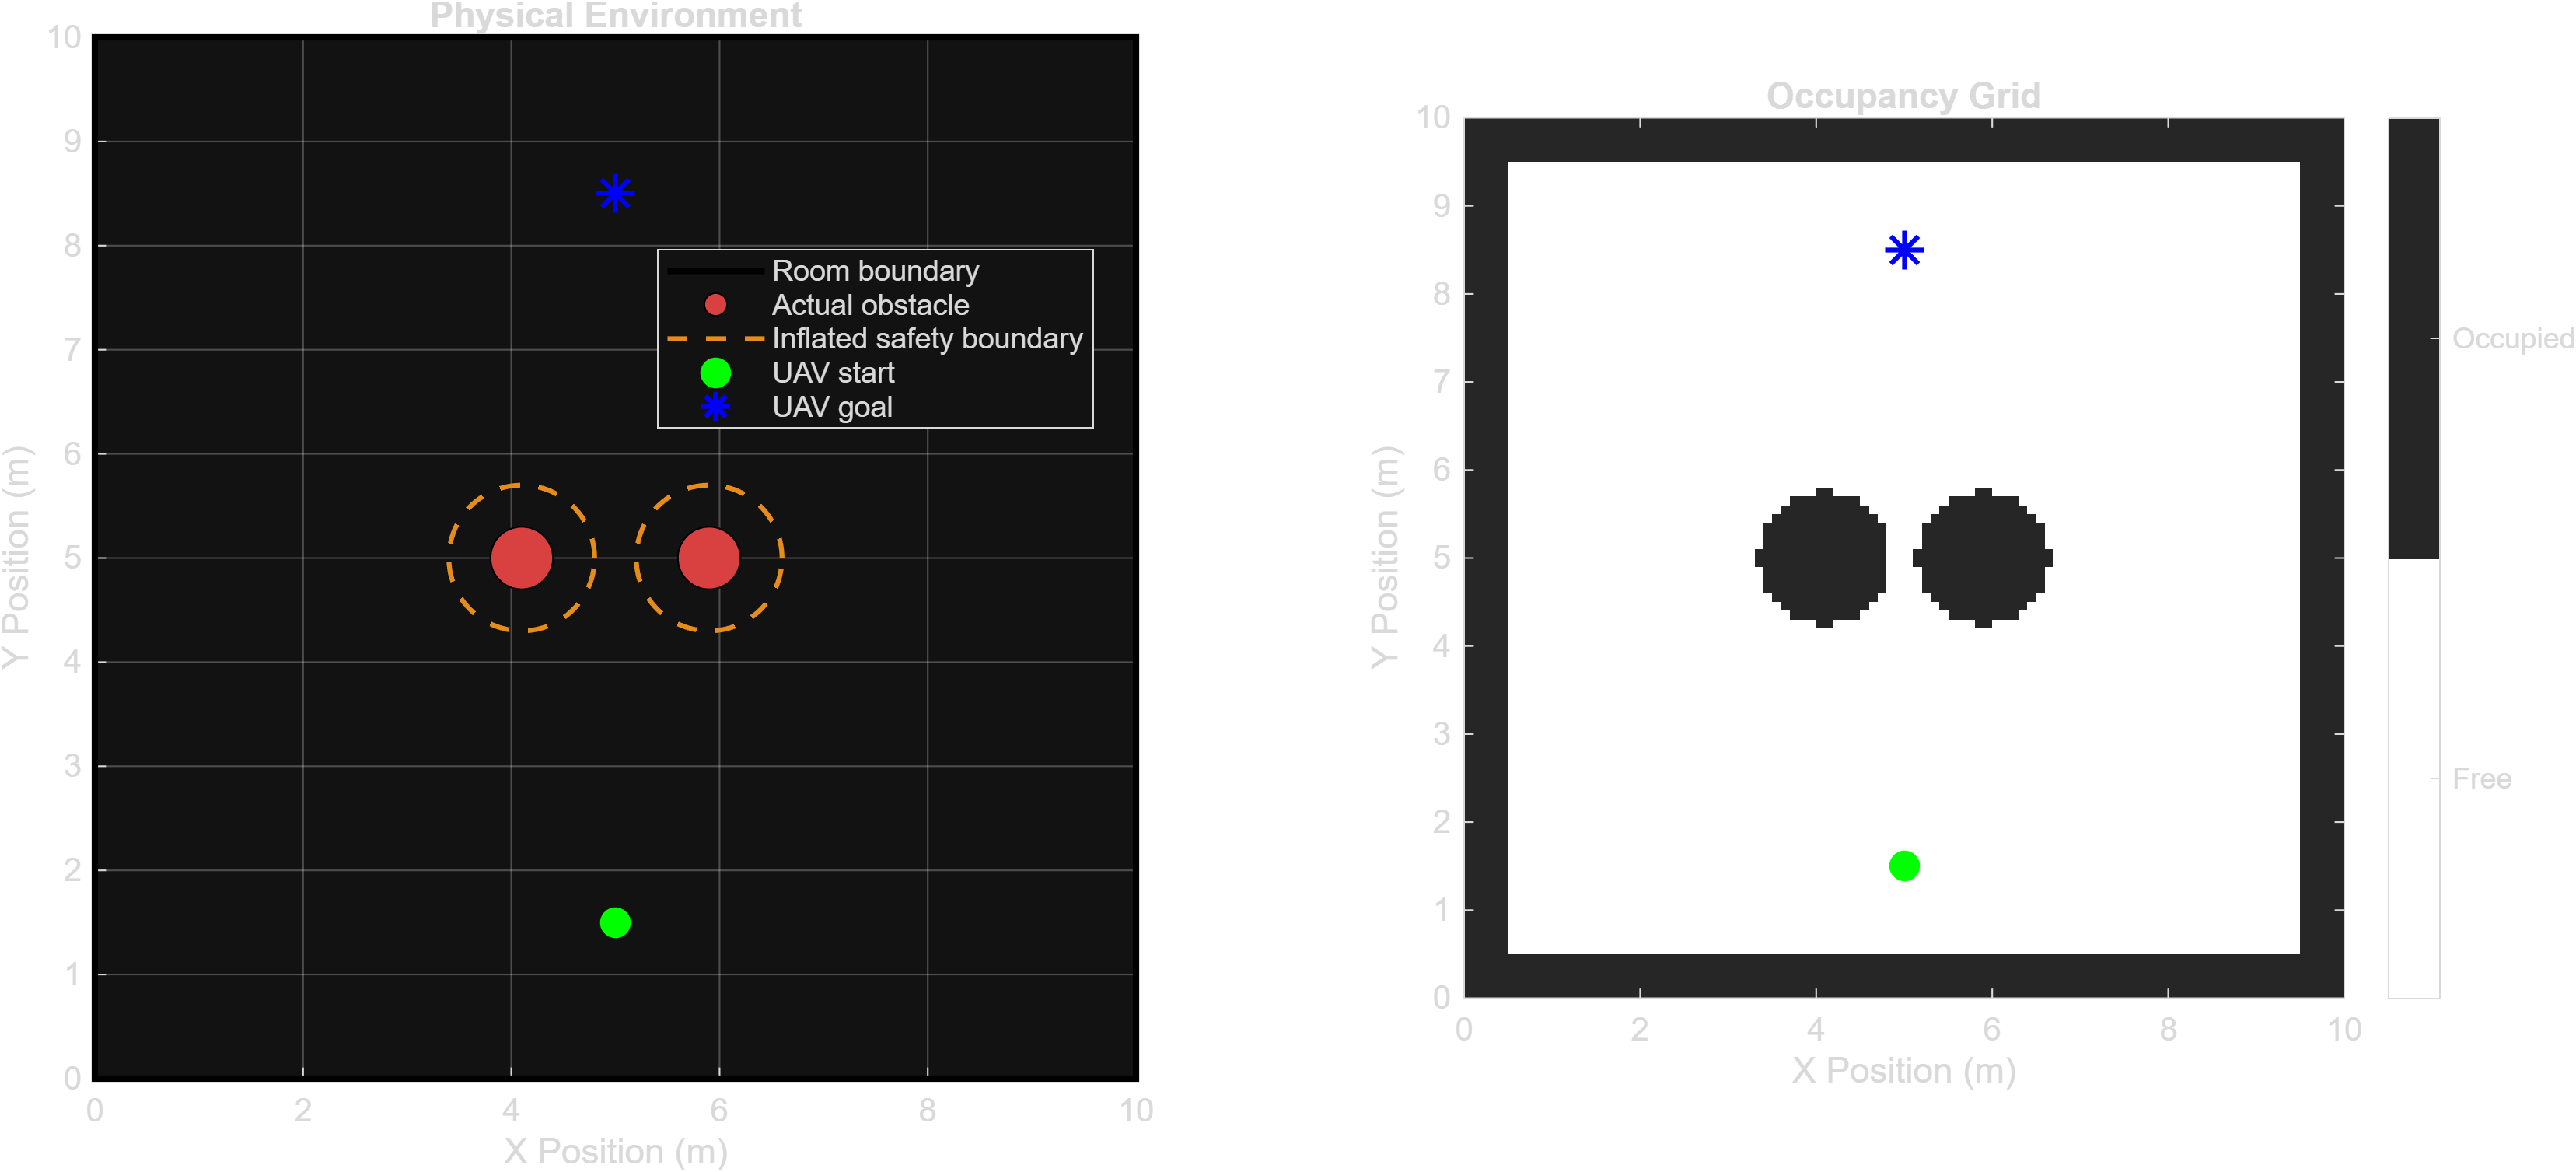 Physical Environment
10
9
8
7
6
5
4
3
2
1
0
Y Position (m)
0 2 4 6 8 10
X Position (m)
Room boundary
Actual obstacle
Inflated safety boundary
UAV start
UAV goal
Occupancy Grid
10
9
8
7
6
5
4
3
2
1
0
Y Position (m)
0 2 4 6 8 10
X Position (m)
Occupied
Free